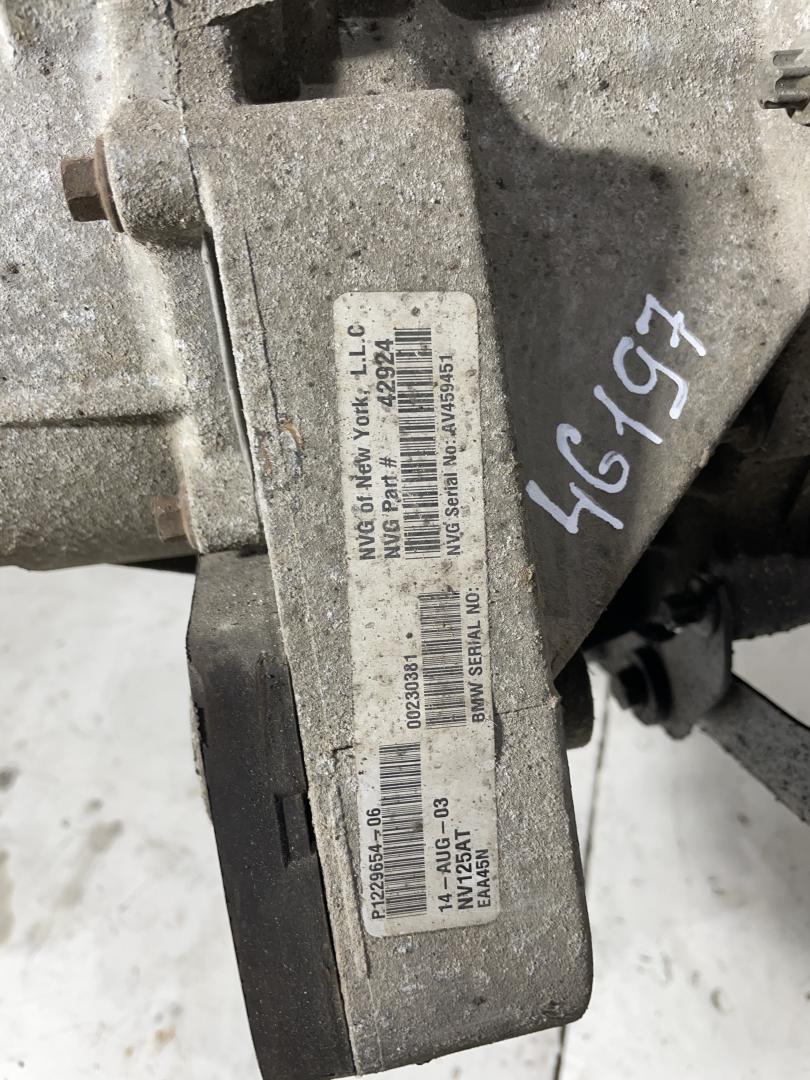 P1229654-06
00230381
NVG of New York, L.L.C
NVG Part # 42924
14-AUG-03
NV125AT
EAA45N
BMW SERIAL NO:
NVG Serial No: AV459451
46197